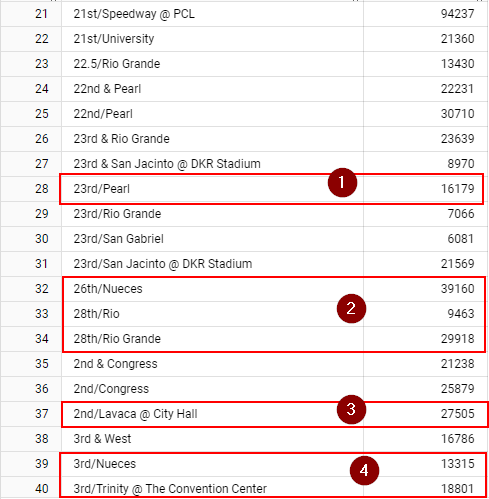 21 21st/Speedway @ PCL 94237
22 21st/University 21360
23 22.5/Rio Grande 13430
24 22nd & Pearl 22231
25 22nd/Pearl 30710
26 23rd & Rio Grande 23639
27 23rd & San Jacinto @ DKR Stadium 8970
28 23rd/Pearl 1 16179
29 23rd/Rio Grande 7066
30 23rd/San Gabriel 6081
31 23rd/San Jacinto @ DKR Stadium 21569
32 26th/Nueces 39160
33 28th/Rio 2 9463
34 28th/Rio Grande 29918
35 2nd & Congress 21238
36 2nd/Congress 25879
37 2nd/Lavaca @ City Hall 3 27505
38 3rd & West 16786
39 3rd/Nueces 4 13315
40 3rd/Trinity @ The Convention Center 18801